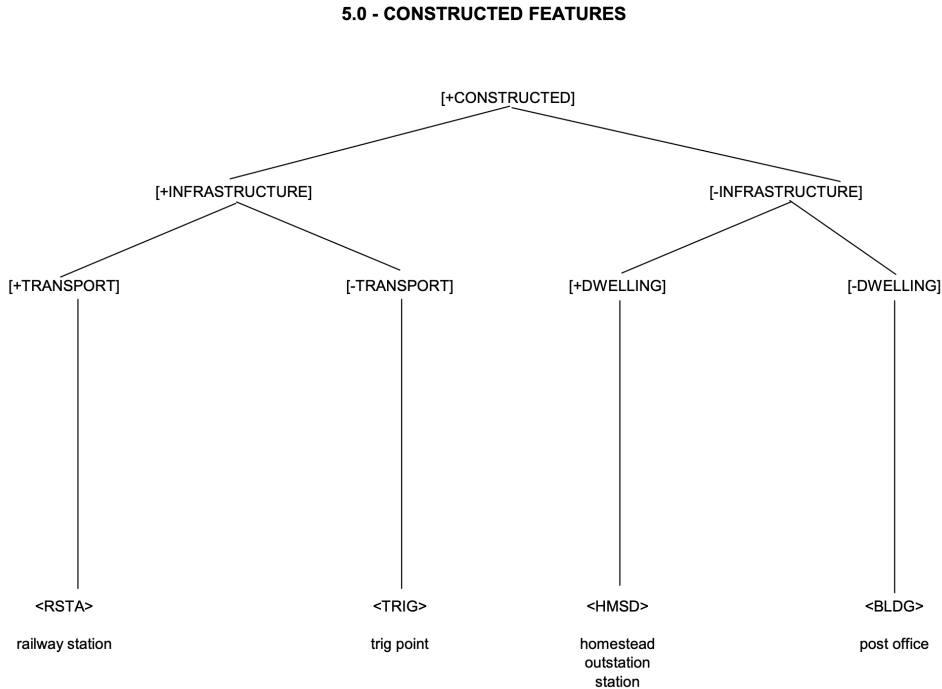 5.0 - CONSTRUCTED FEATURES
[+CONSTRUCTED]
[+INFRASTRUCTURE] [-INFRASTRUCTURE]
[+TRANSPORT] [-TRANSPORT] [+DWELLING] [-DWELLING]
<RSTA> <TRIG> <HMSD> <BLDG>
railway station trig point homestead post office
outstation
station